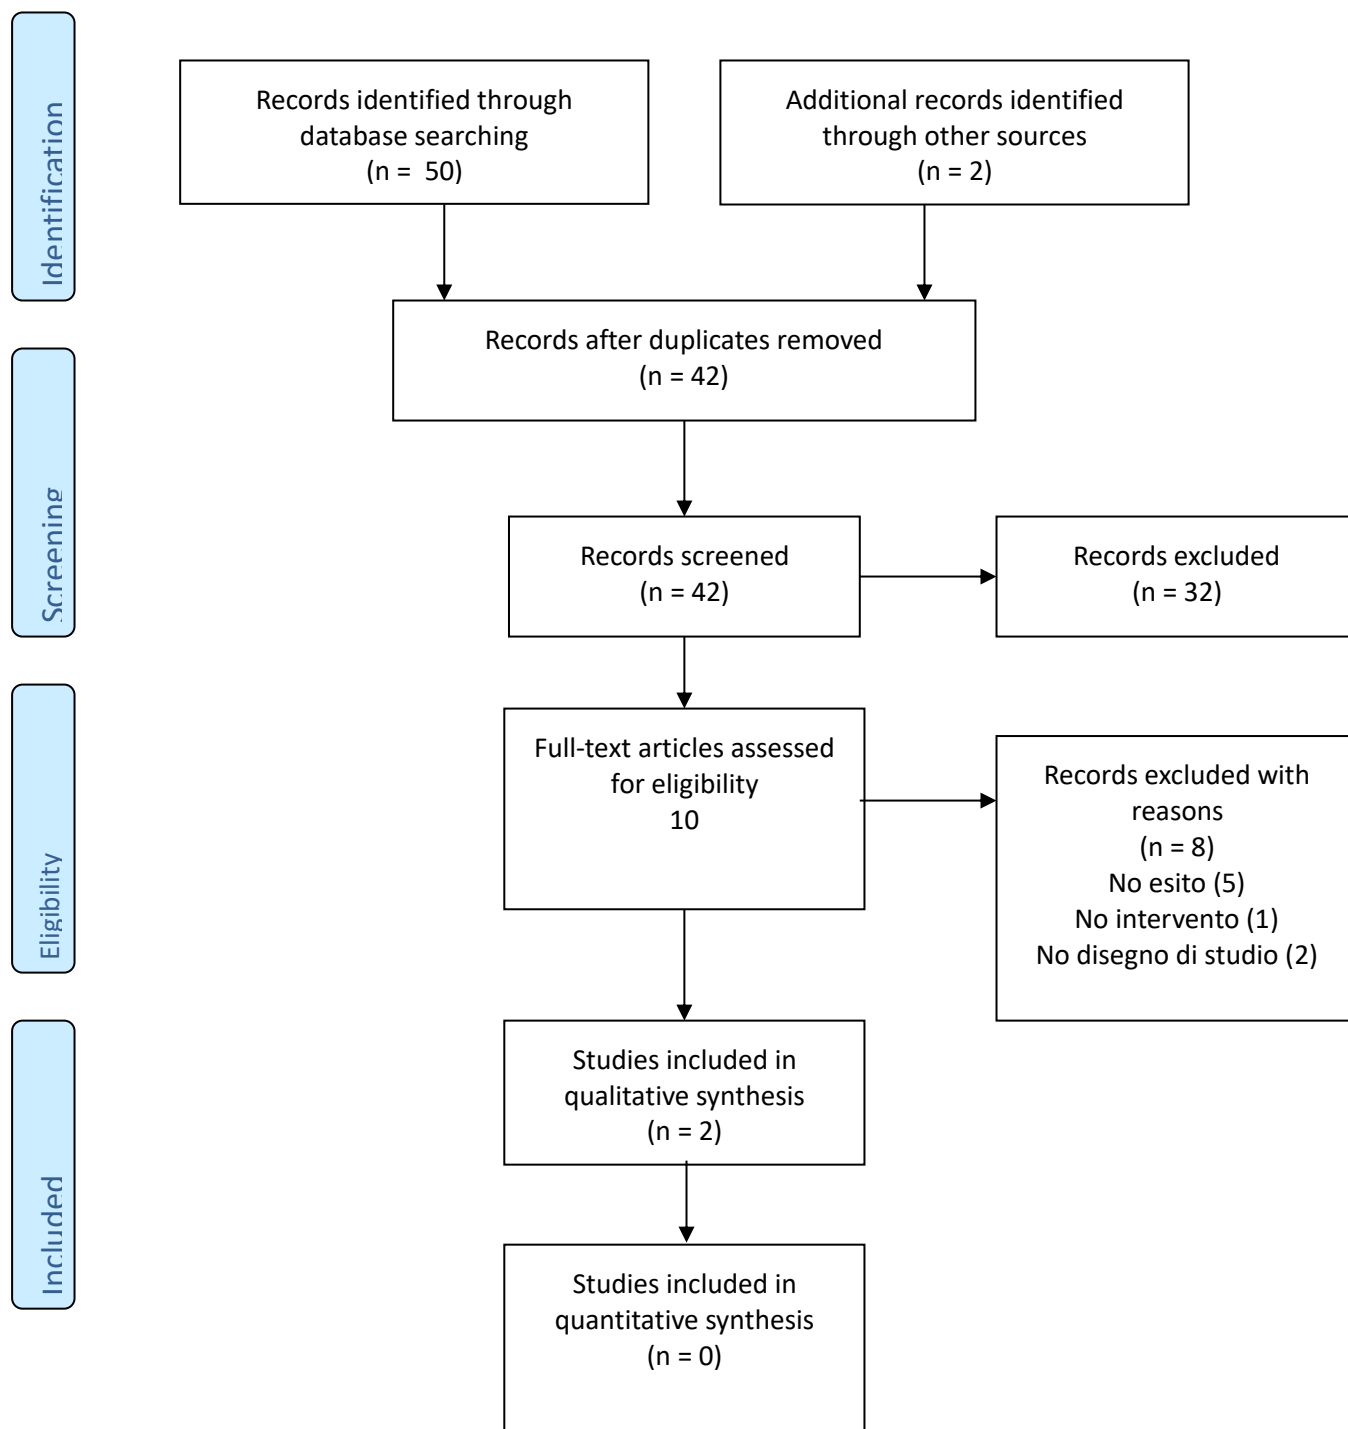 Identification
Records identified through
database searching
(n =  50)
Additional records identified
through other sources
(n = 2)
Records after duplicates removed
(n = 42)
Screening
Records screened
(n = 42)
Records excluded
(n = 32)
Eligibility
Full-text articles assessed
for eligibility
10
Records excluded with
reasons
(n = 8)
No esito (5)
No intervento (1)
No disegno di studio (2)
Included
Studies included in
qualitative synthesis
(n = 2)
Studies included in
quantitative synthesis
(n = 0)